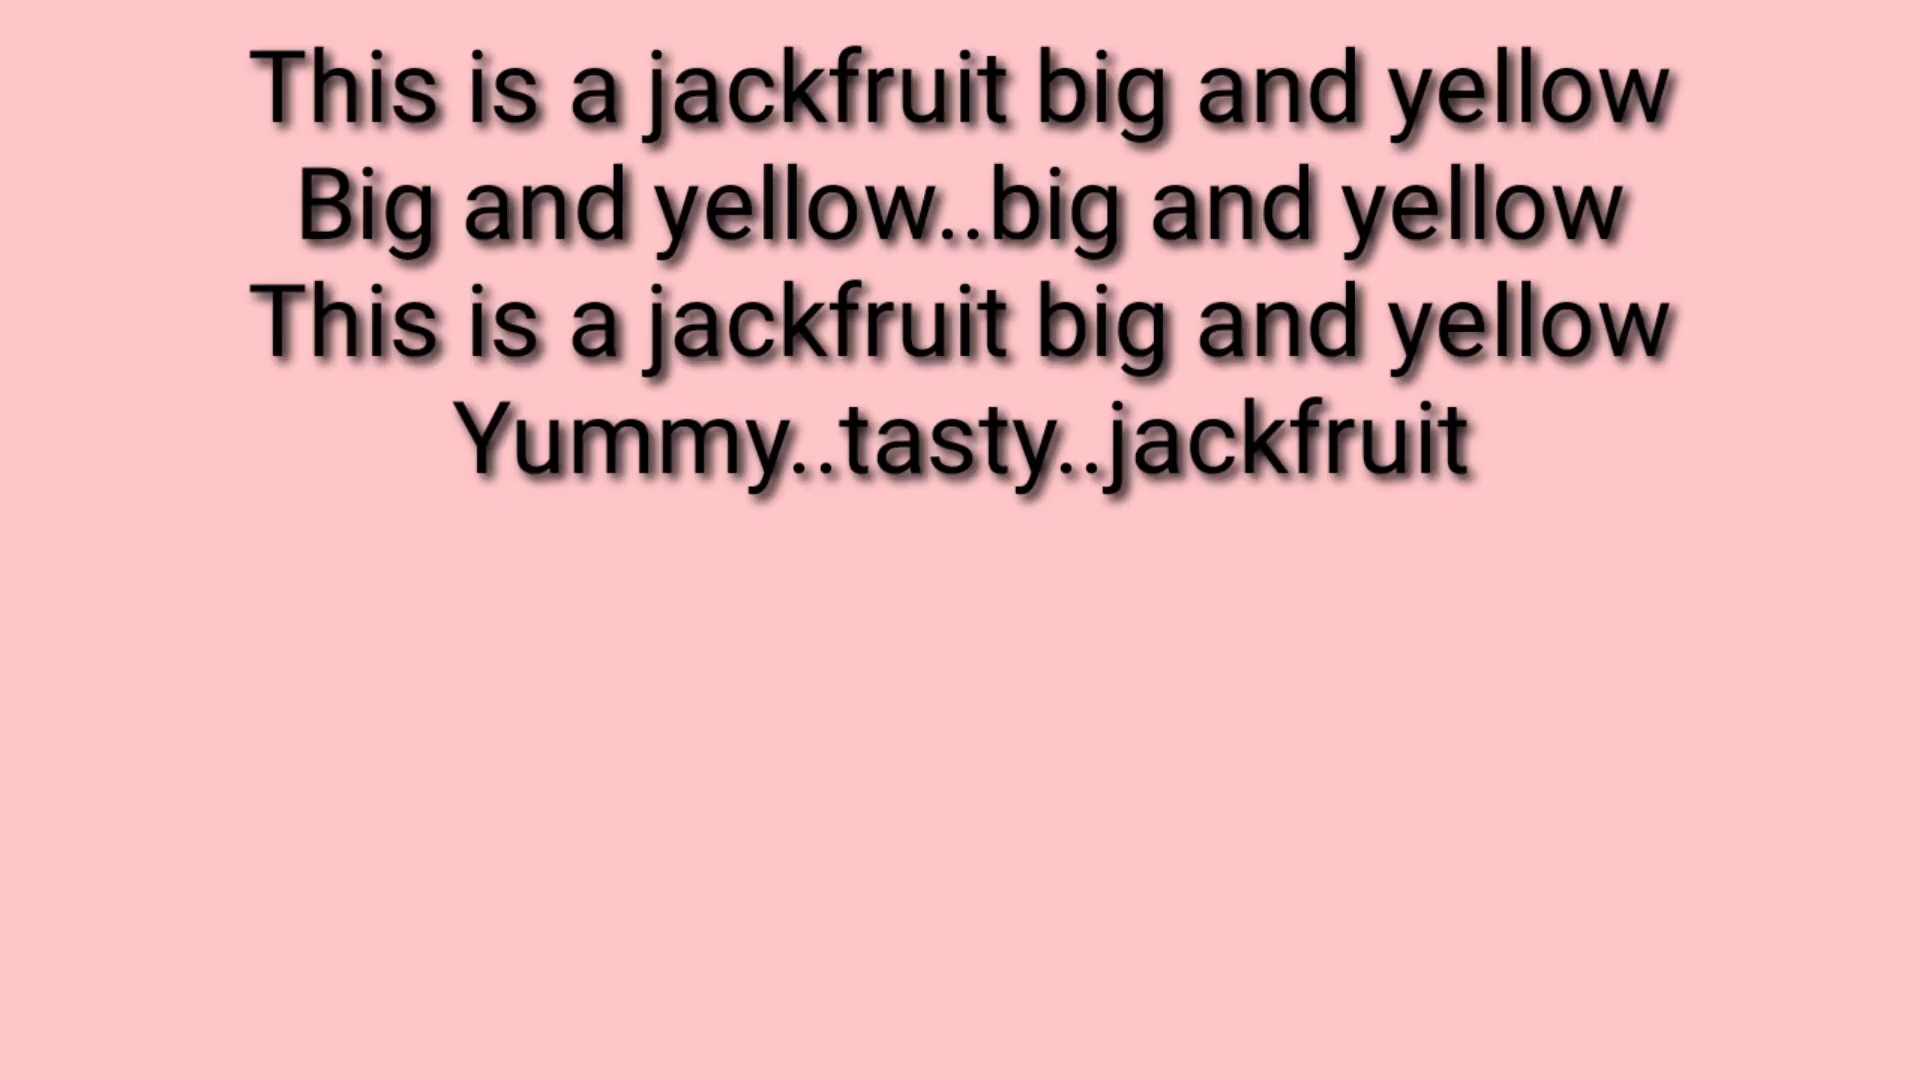 This is a jackfruit big and yellow
Big and yellow..big and yellow
This is a jackfruit big and yellow
Yummy..tasty..jackfruit